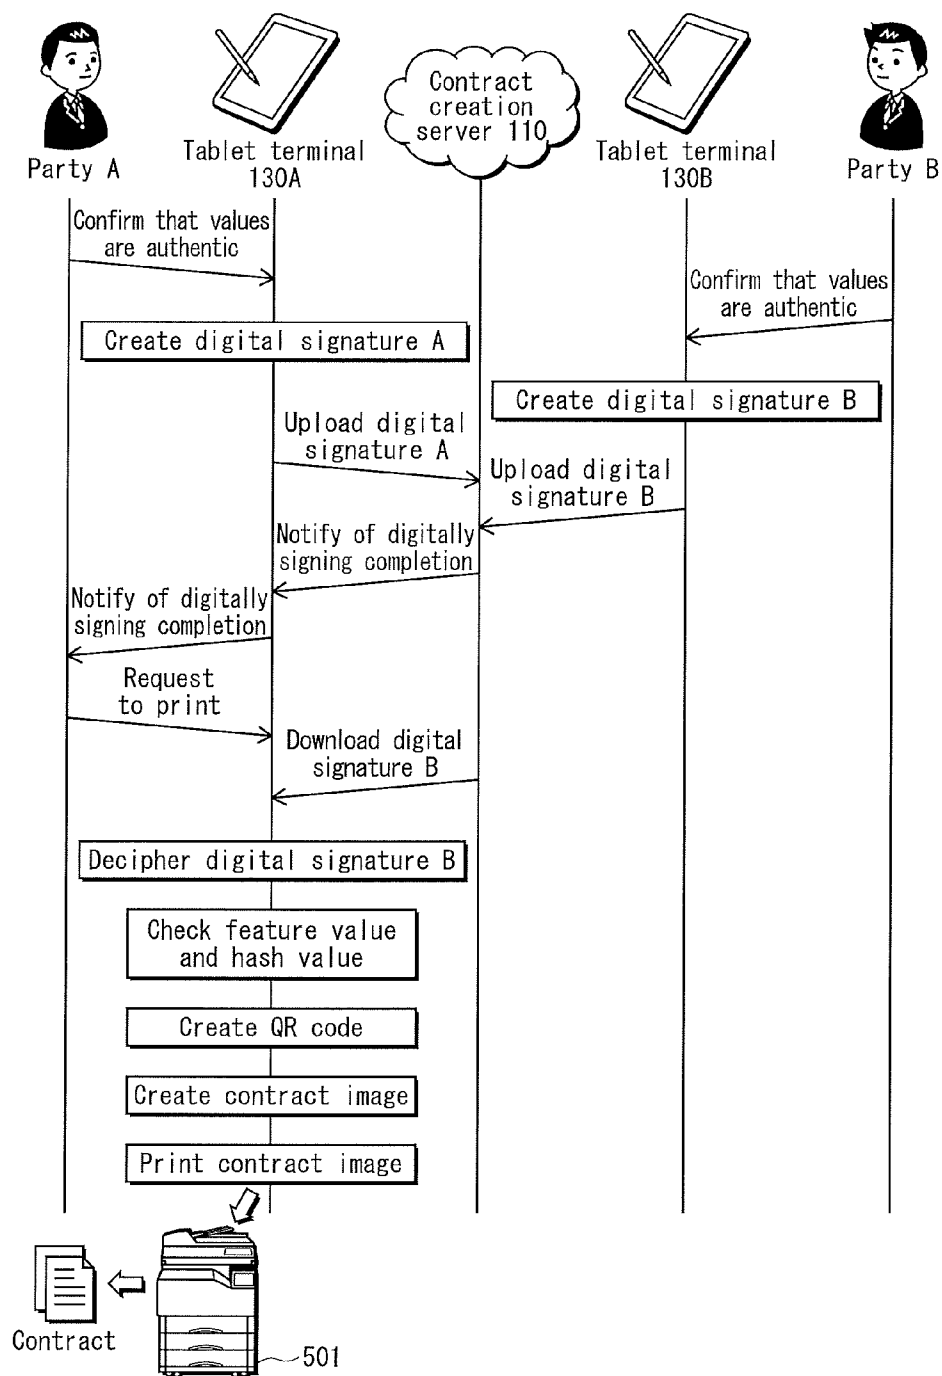 Party A
Tablet terminal
130A
Contract
creation
server 110
Tablet terminal
130B
Party B
Confirm that values
are authentic
Confirm that values
are authentic
Create digital signature A
Create digital signature B
Upload digital
signature A
Upload digital
signature B
Notify of digitally
signing completion
Notify of digitally
signing completion
Request
to print
Download digital
signature B
Decipher digital signature B
Check feature value
and hash value
Create QR code
Create contract image
Print contract image
Contract
501